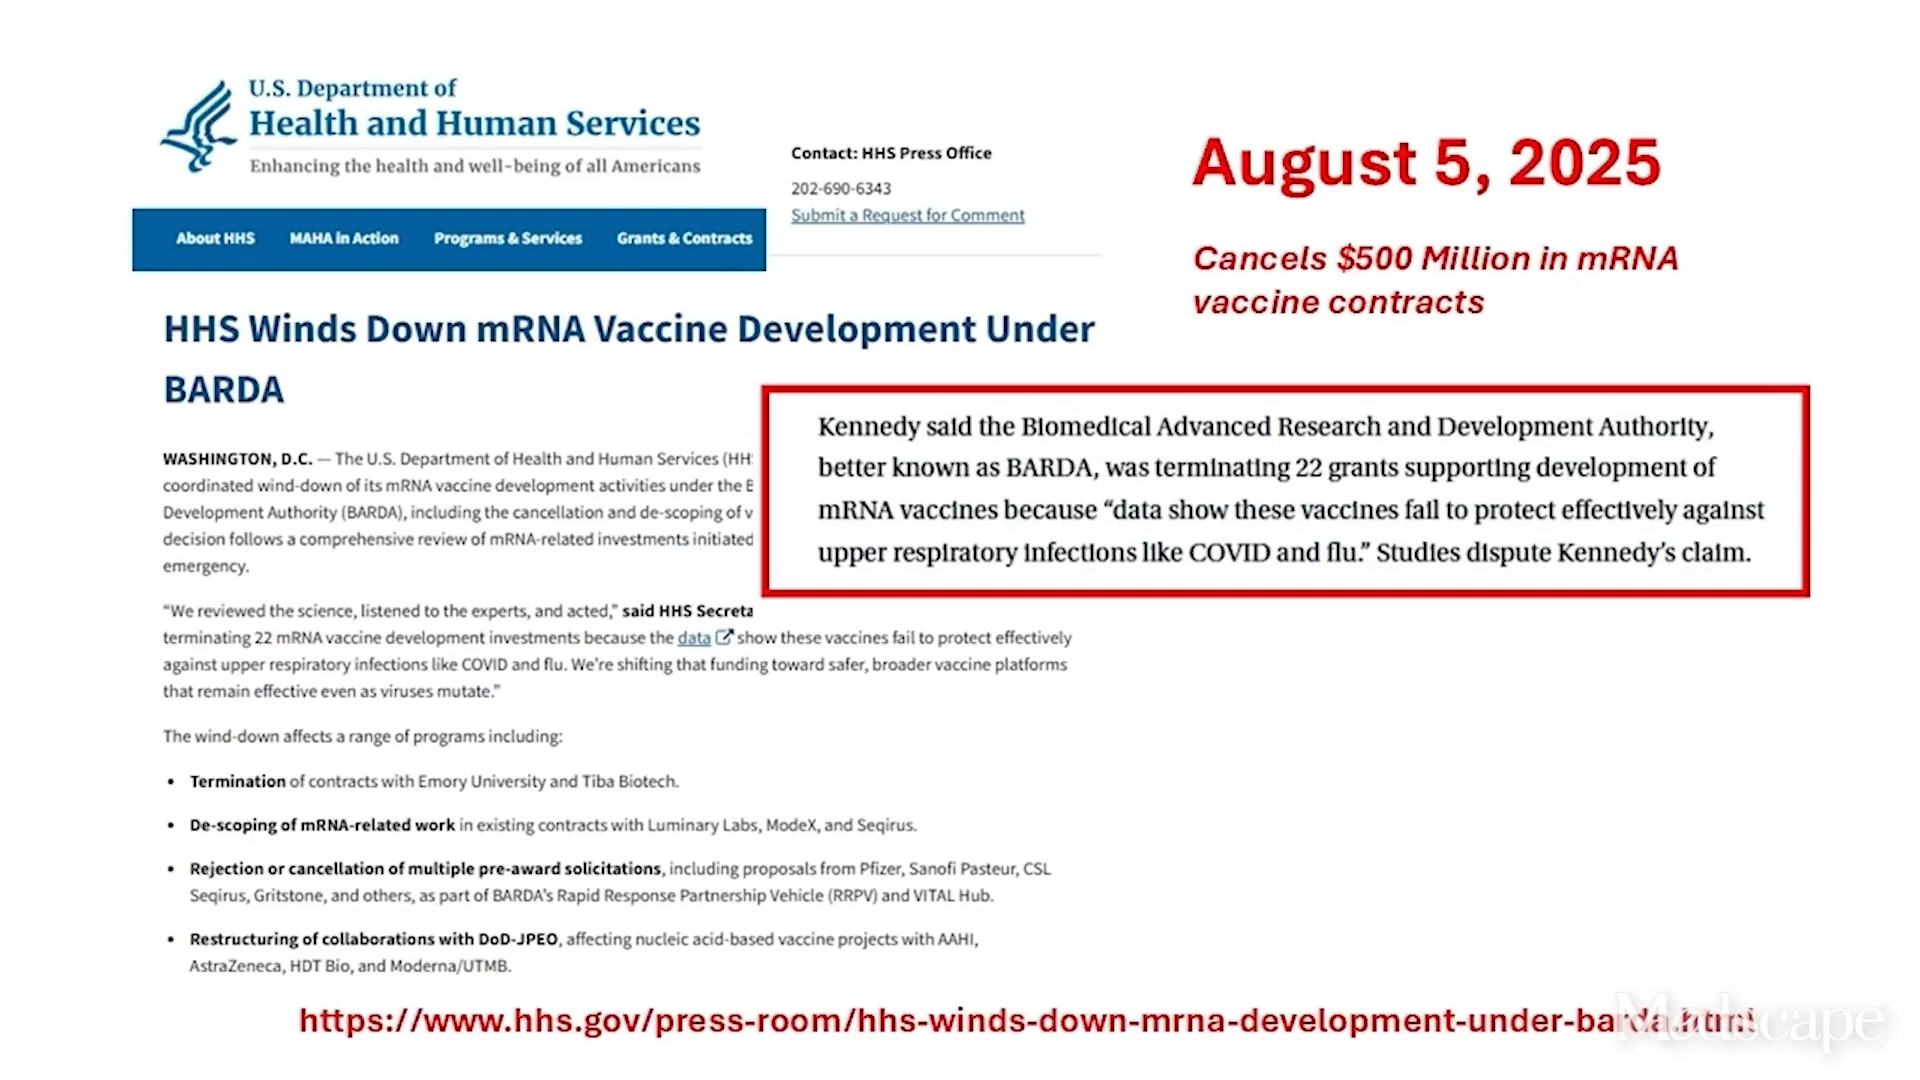 U.S. Department of
Health and Human Services
Enhancing the health and well-being of all Americans
About HHS MAHA in Action Programs & Services Grants & Contracts
Contact: HHS Press Office
202-690-6343
Submit a Request for Comment
August 5, 2025
Cancels $500 Million in mRNA
vaccine contracts
HHS Winds Down mRNA Vaccine Development Under
BARDA
WASHINGTON, D.C. — The U.S. Department of Health and Human Services (HH
coordinated wind-down of its mRNA vaccine development activities under the B
Development Authority (BARDA), including the cancellation and de-scoping of v
decision follows a comprehensive review of mRNA-related investments initiated
emergency.
Kennedy said the Biomedical Advanced Research and Development Authority,
better known as BARDA, was terminating 22 grants supporting development of
mRNA vaccines because “data show these vaccines fail to protect effectively against
upper respiratory infections like COVID and flu.” Studies dispute Kennedy’s claim.
“We reviewed the science, listened to the experts, and acted,” said HHS Secreta
terminating 22 mRNA vaccine development investments because the data show these vaccines fail to protect effectively
against upper respiratory infections like COVID and flu. We’re shifting that funding toward safer, broader vaccine platforms
that remain effective even as viruses mutate.”
The wind-down affects a range of programs including:
• Termination of contracts with Emory University and Tiba Biotech.
• De-scoping of mRNA-related work in existing contracts with Luminary Labs, ModeX, and Seqirus.
• Rejection or cancellation of multiple pre-award solicitations, including proposals from Pfizer, Sanofi Pasteur, CSL
Seqirus, Gritstone, and others, as part of BARDA’s Rapid Response Partnership Vehicle (RRPV) and VITAL Hub.
• Restructuring of collaborations with DoD-JPEO, affecting nucleic acid-based vaccine projects with AAHI,
AstraZeneca, HDT Bio, and Moderna/UTMB.
https://www.hhs.gov/press-room/hhs-winds-down-mrna-development-under-barda.html
Medscape